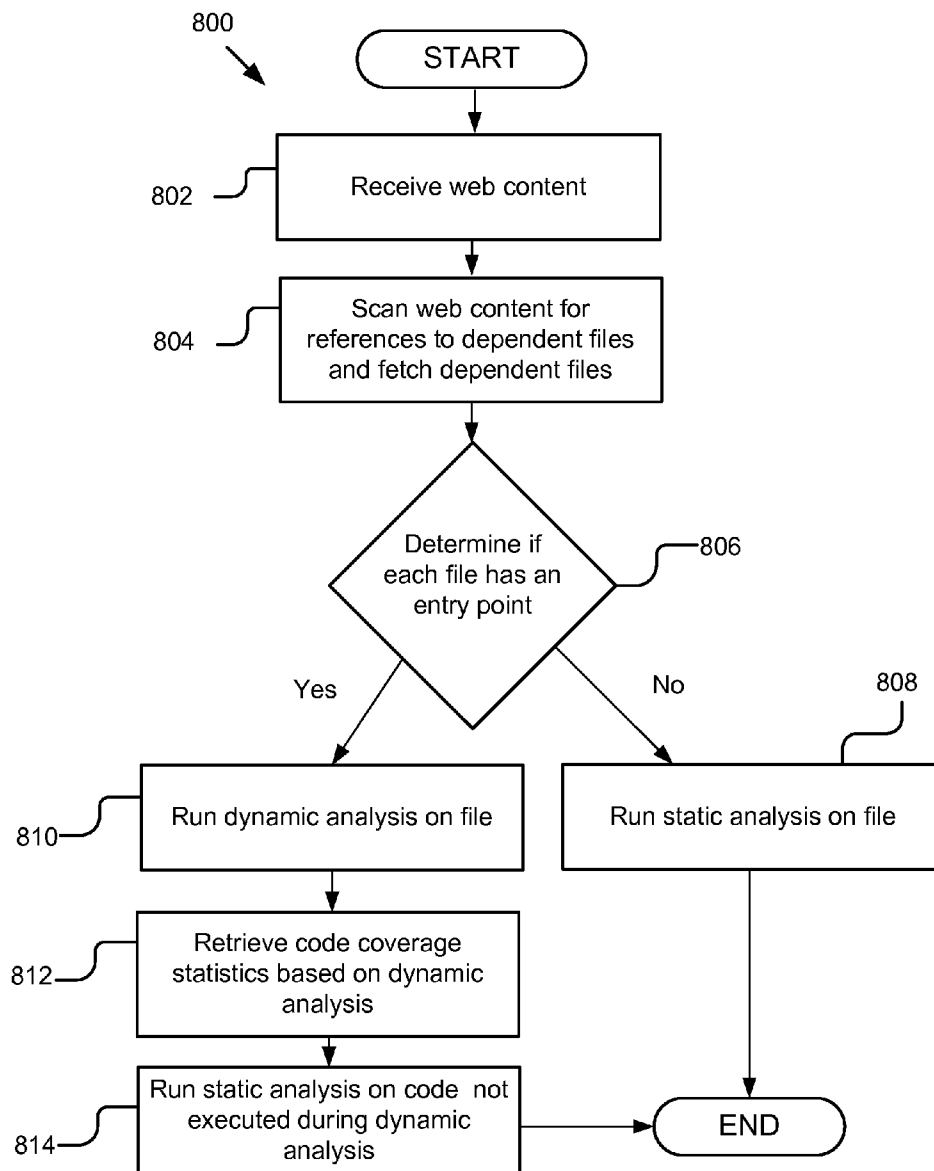 800
START
802
Receive web content
804
Scan web content for
references to dependent files
and fetch dependent files
806
Determine if
each file has an
entry point
Yes
No
808
810
Run dynamic analysis on file
Run static analysis on file
812
Retrieve code coverage
statistics based on dynamic
analysis
814
Run static analysis on code not
executed during dynamic
analysis
END